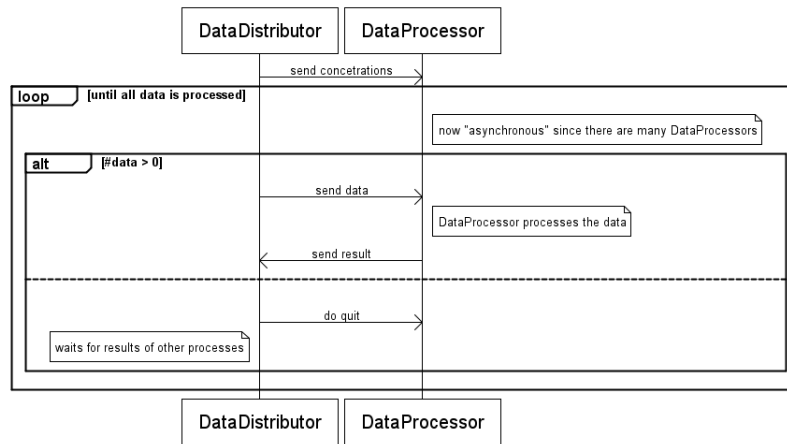 DataDistributor DataProcessor
send concetrations
loop [until all data is processed]
now "asynchronous" since there are many DataProcessors
alt [#data > 0]
send data
DataProcessor processes the data
send result
do quit
waits for results of other processes
DataDistributor DataProcessor